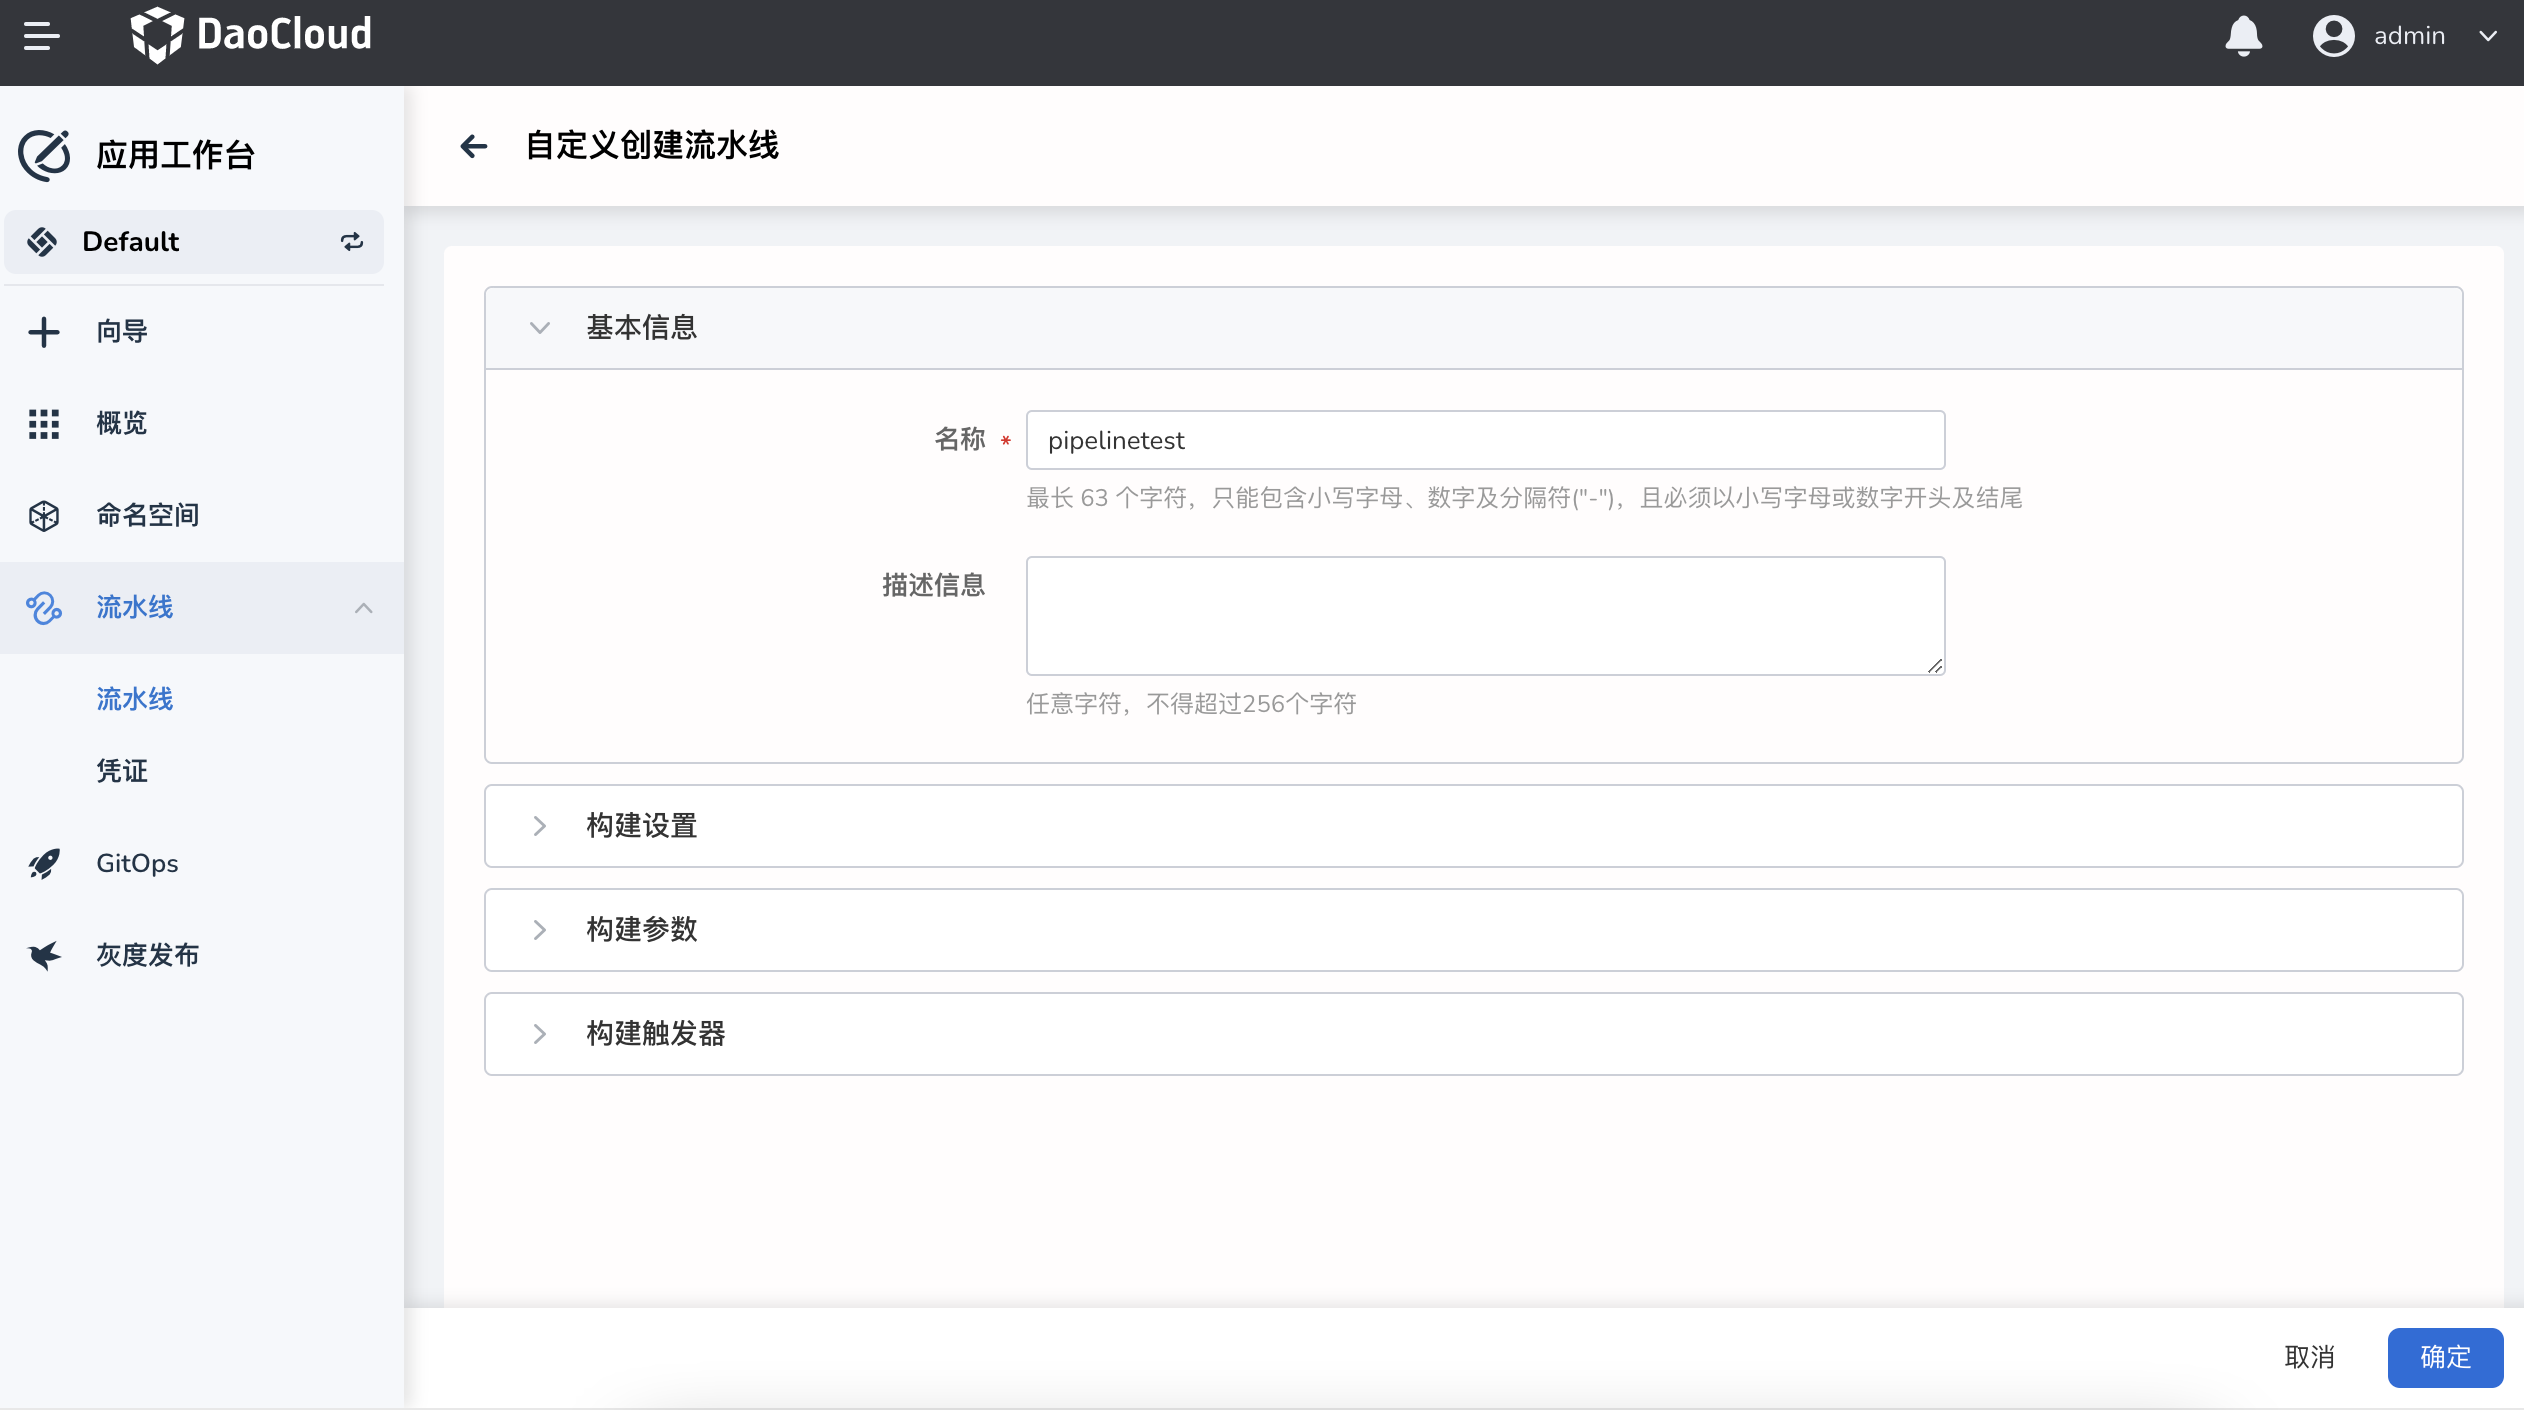 DaoCloud
admin
应用工作台
Default
向导
概览
命名空间
流水线
流水线
凭证
GitOps
灰度发布
自定义创建流水线
基本信息
名称 *
pipelinetest
最长 63 个字符，只能包含小写字母、数字及分隔符("-")，且必须以小写字母或数字开头及结尾
描述信息
任意字符，不得超过256个字符
构建设置
构建参数
构建触发器
取消
确定